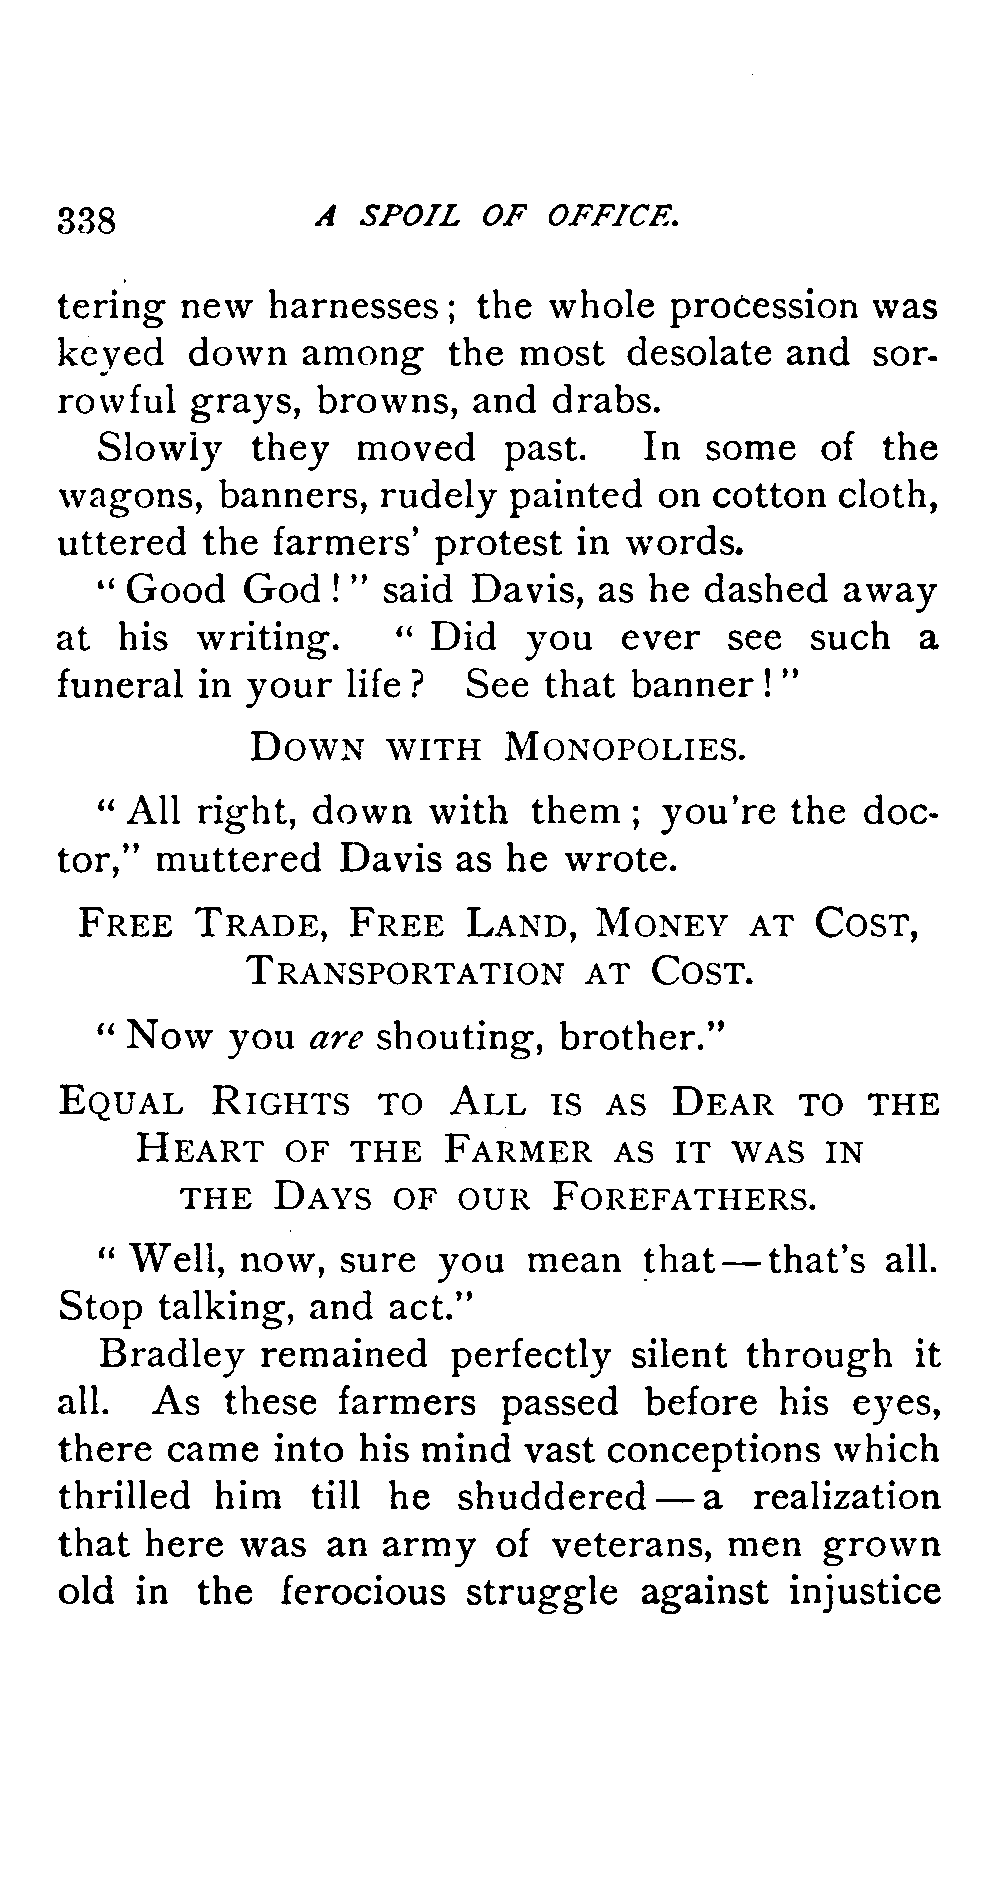 338 A SPOIL OF OFFICE.
tering new harnesses; the whole procession was
keyed down among the most desolate and sor-
rowful grays, browns, and drabs.
Slowly they moved past. In some of the
wagons, banners, rudely painted on cotton cloth,
uttered the farmers' protest in words.
"Good God!" said Davis, as he dashed away
at his writing. "Did you ever see such a
funeral in your life? See that banner!"
DOWN WITH MONOPOLIES.
"All right, down with them; you're the doc-
tor," muttered Davis as he wrote.
FREE TRADE, FREE LAND, MONEY AT COST,
TRANSPORTATION AT COST.
"Now you are shouting, brother."
EQUAL RIGHTS TO ALL IS AS DEAR TO THE
HEART OF THE FARMER AS IT WAS IN
THE DAYS OF OUR FOREFATHERS.
"Well, now, sure you mean that—that's all.
Stop talking, and act."
Bradley remained perfectly silent through it
all. As these farmers passed before his eyes,
there came into his mind vast conceptions which
thrilled him till he shuddered—a realization
that here was an army of veterans, men grown
old in the ferocious struggle against injustice